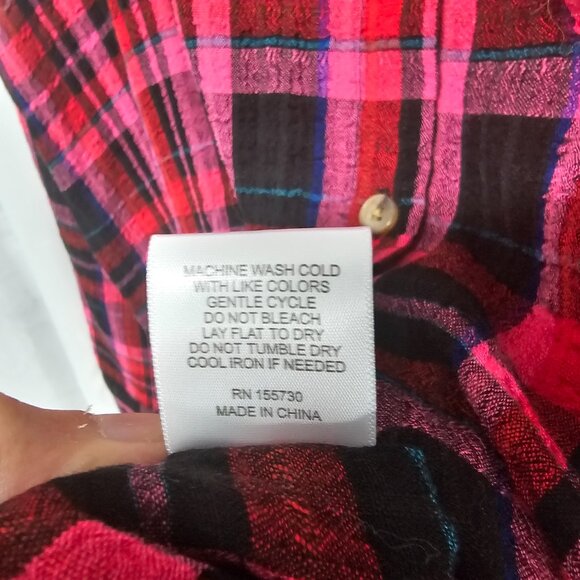 MACHINE WASH COLD
WITH LIKE COLORS
GENTLE CYCLE
DO NOT BLEACH
LAY FLAT TO DRY
DO NOT TUMBLE DRY
COOL IRON IF NEEDED
RN 155730
MADE IN CHINA